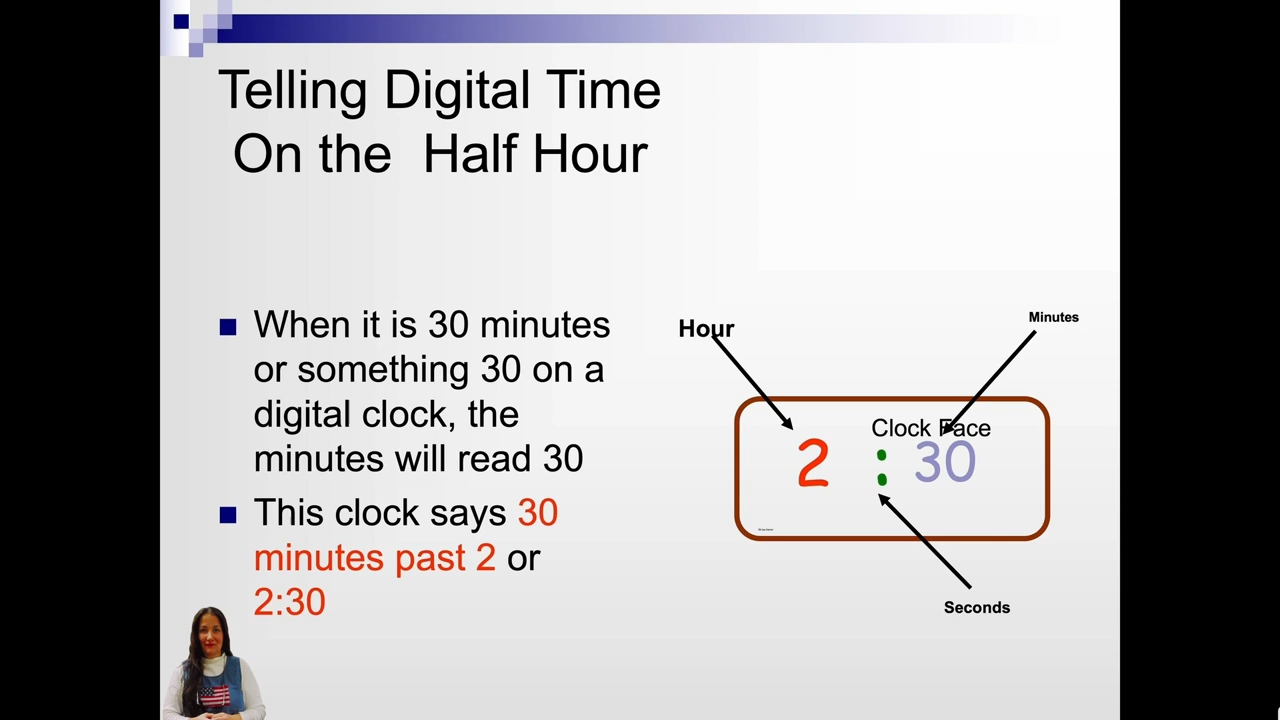 Telling Digital Time
On the Half Hour
When it is 30 minutes
or something 30 on a
digital clock, the
minutes will read 30
This clock says 30
minutes past 2 or
2:30
Hour
Minutes
Clock Face
2 : 30
Seconds